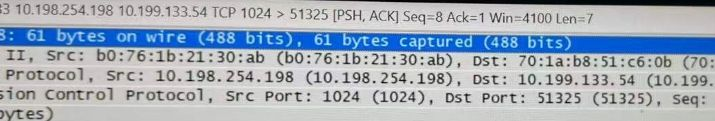 33 10.198.254.198 10.199.133.54 TCP 1024 > 51325 [PSH, ACK] Seq=8 Ack=1 Win=4100 Len=7
8: 61 bytes on wire (488 bits), 61 bytes captured (488 bits)
II, Src: b0:76:1b:21:30:ab (b0:76:1b:21:30:ab), Dst: 70:1a:b8:51:c6:0b (70:
Protocol, Src: 10.198.254.198 (10.198.254.198), Dst: 10.199.133.54 (10.199.
sion Control Protocol, Src Port: 1024 (1024), Dst Port: 51325 (51325), Seq:
bytes)